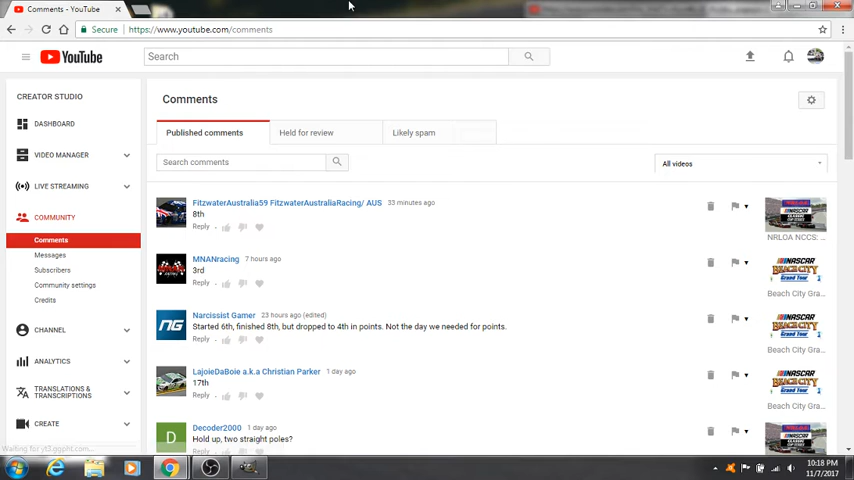 Comments - YouTube
Secure
https://www.youtube.com/comments
YouTube
Search
CREATOR STUDIO
DASHBOARD
VIDEO MANAGER
LIVE STREAMING
COMMUNITY
Comments
Messages
Subscribers
Community settings
Credits
CHANNEL
ANALYTICS
TRANSLATIONS &
TRANSCRIPTIONS
CREATE
Comments
Published comments
Held for review
Likely spam
Search comments
All videos
FitzwaterAustralia59 FitzwaterAustraliaRacing/ AUS 33 minutes ago
8th
Reply
NRLOA NCCS: ...
MNANracing 7 hours ago
3rd
Reply
Beach City Gra...
Narcissist Gamer 23 hours ago (edited)
Started 6th, finished 8th, but dropped to 4th in points. Not the day we needed for points.
Reply
Beach City Gra...
LajoieDaBoie a.k.a Christian Parker 1 day ago
17th
Reply
Beach City Gra...
D
Decoder2000 1 day ago
Hold up, two straight poles?
Waiting for yt3.ggpht.com...
10:18 PM
11/7/2017